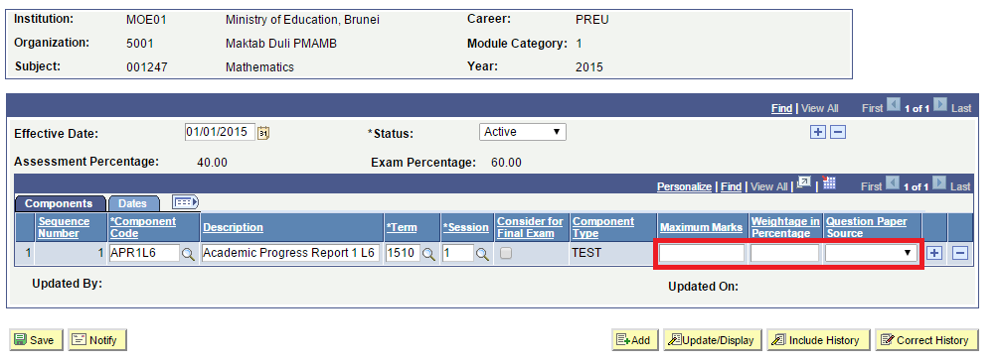 Institution: MOE01 Ministry of Education, Brunei Career: PREU
Organization: 5001 Maktab Duli PMAMB Module Category: 1
Subject: 001247 Mathematics Year: 2015
Find | View All First 1 of 1 Last
Effective Date: 01/01/2015 31 *Status: Active
Assessment Percentage: 40.00 Exam Percentage: 60.00
Personalize | Find | View All | | First 1 of 1 Last
Components Dates
Sequence Number *Component Code Description *Term *Session Consider for Final Exam Component Type Maximum Marks Weightage in Percentage Question Paper Source
1 1 APR1L6 Academic Progress Report 1 L6 1510 1 TEST
Updated By: Updated On:
Save Notify Add Update/Display Include History Correct History